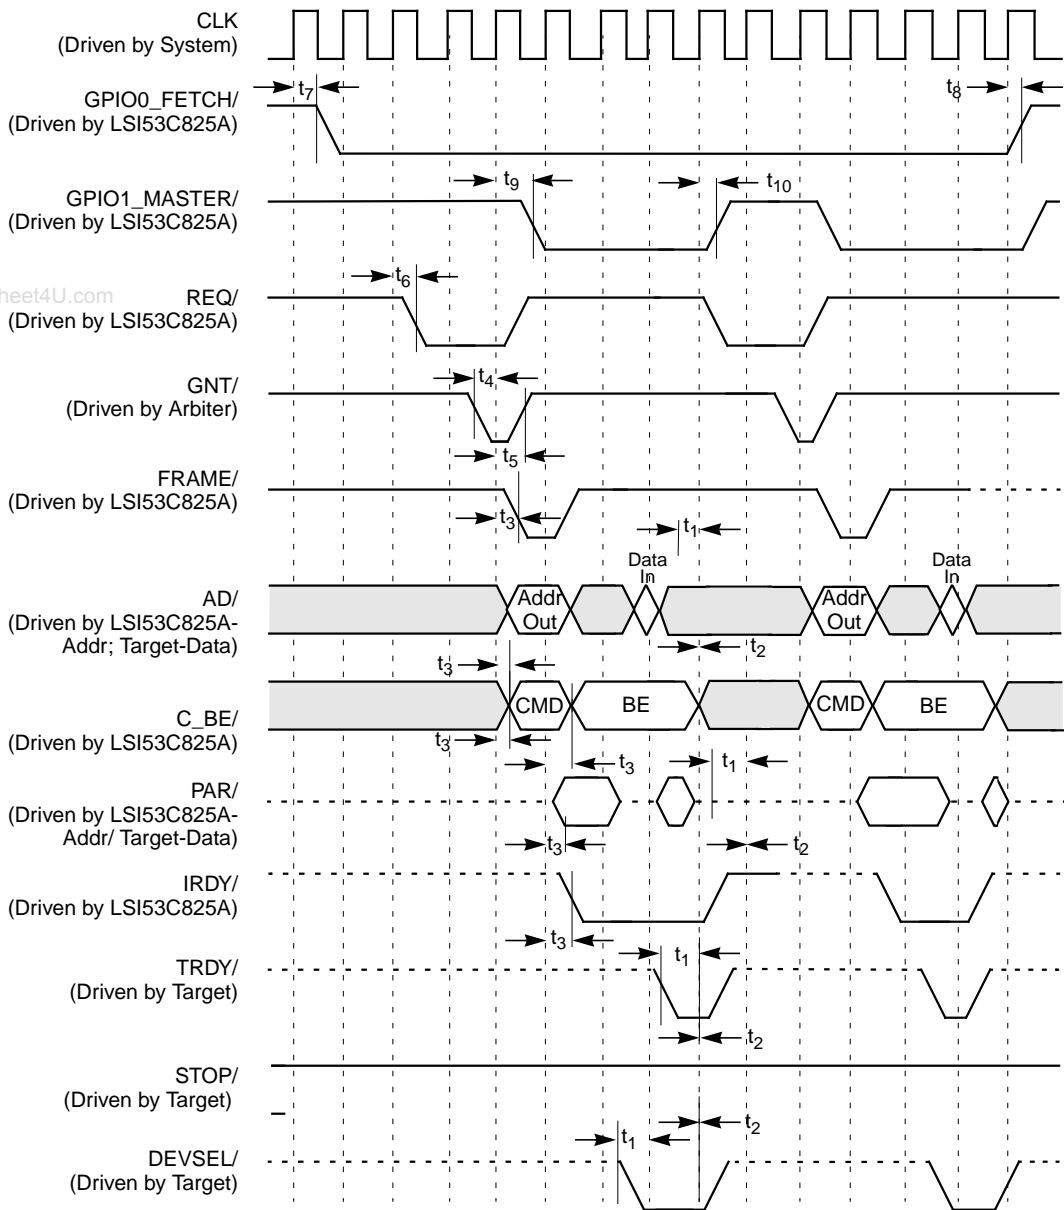 CLK
(Driven by System)
t7
GPIO0_FETCH/
(Driven by LSI53C825A)
t8
t9
t10
GPIO1_MASTER/
(Driven by LSI53C825A)
t6
heet4U.com
REQ/
(Driven by LSI53C825A)
t4
GNT/
(Driven by Arbiter)
t5
FRAME/
(Driven by LSI53C825A)
t3
t1
Data
In
Data
In
AD/
(Driven by LSI53C825A-
Addr; Target-Data)
Addr
Out
Addr
Out
t2
t3
C_BE/
(Driven by LSI53C825A)
CMD
BE
CMD
BE
t3
t3
t1
PAR/
(Driven by LSI53C825A-
Addr/ Target-Data)
t3
t2
IRDY/
(Driven by LSI53C825A)
t3
t1
TRDY/
(Driven by Target)
t2
STOP/
(Driven by Target)
t2
t1
DEVSEL/
(Driven by Target)